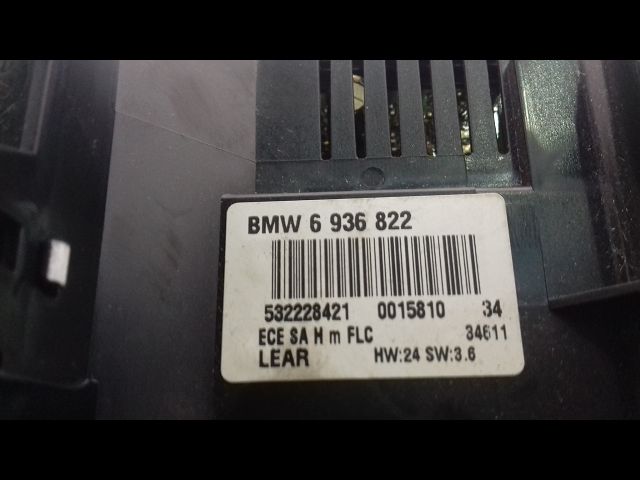 BMW 6 936 822
532228421 0015810 34
ECE SA H m FLC 34611
LEAR HW:24 SW:3.6